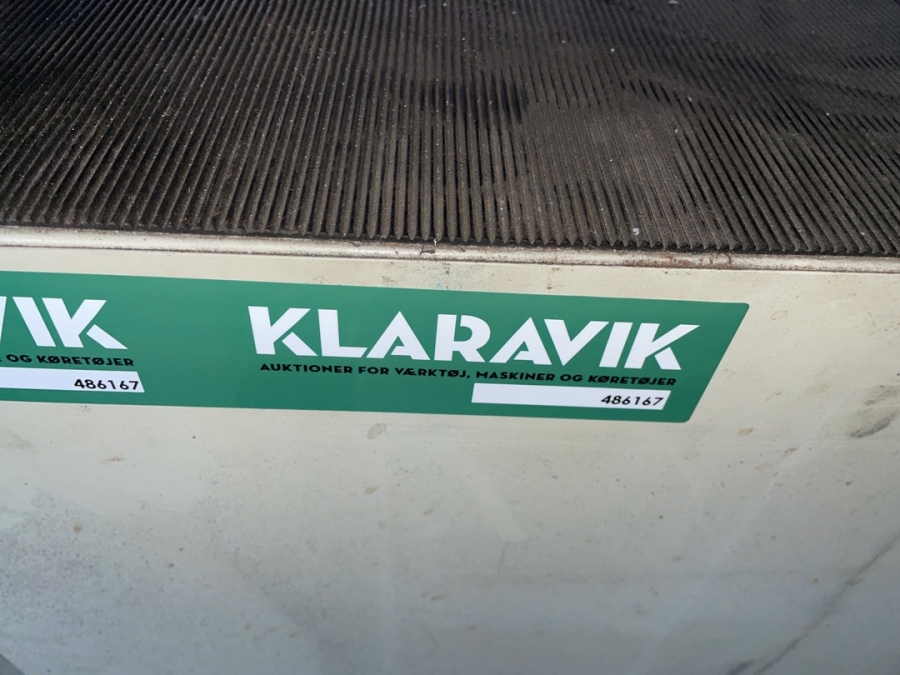 VIK
OG KØRETØJER
486167
KLARAVIK
AUKTIONER FOR VÆRKTØJ, MASKINER OG KØRETØJER
486167